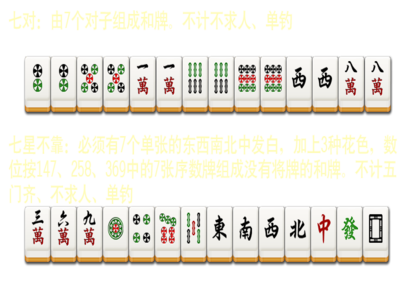 七对：由7个对子组成和牌。不计不求人、单钓
一 一 西 西 八 八
萬 萬 萬 萬
七星不靠：必须有7个单张的东西南北中发白，加上3种花色，数
位按147、258、369中的7张序数牌组成没有将牌的和牌。不计五
门齐、不求人、单钓
三 六 九 東 南 西 北 中 發
萬 萬 萬